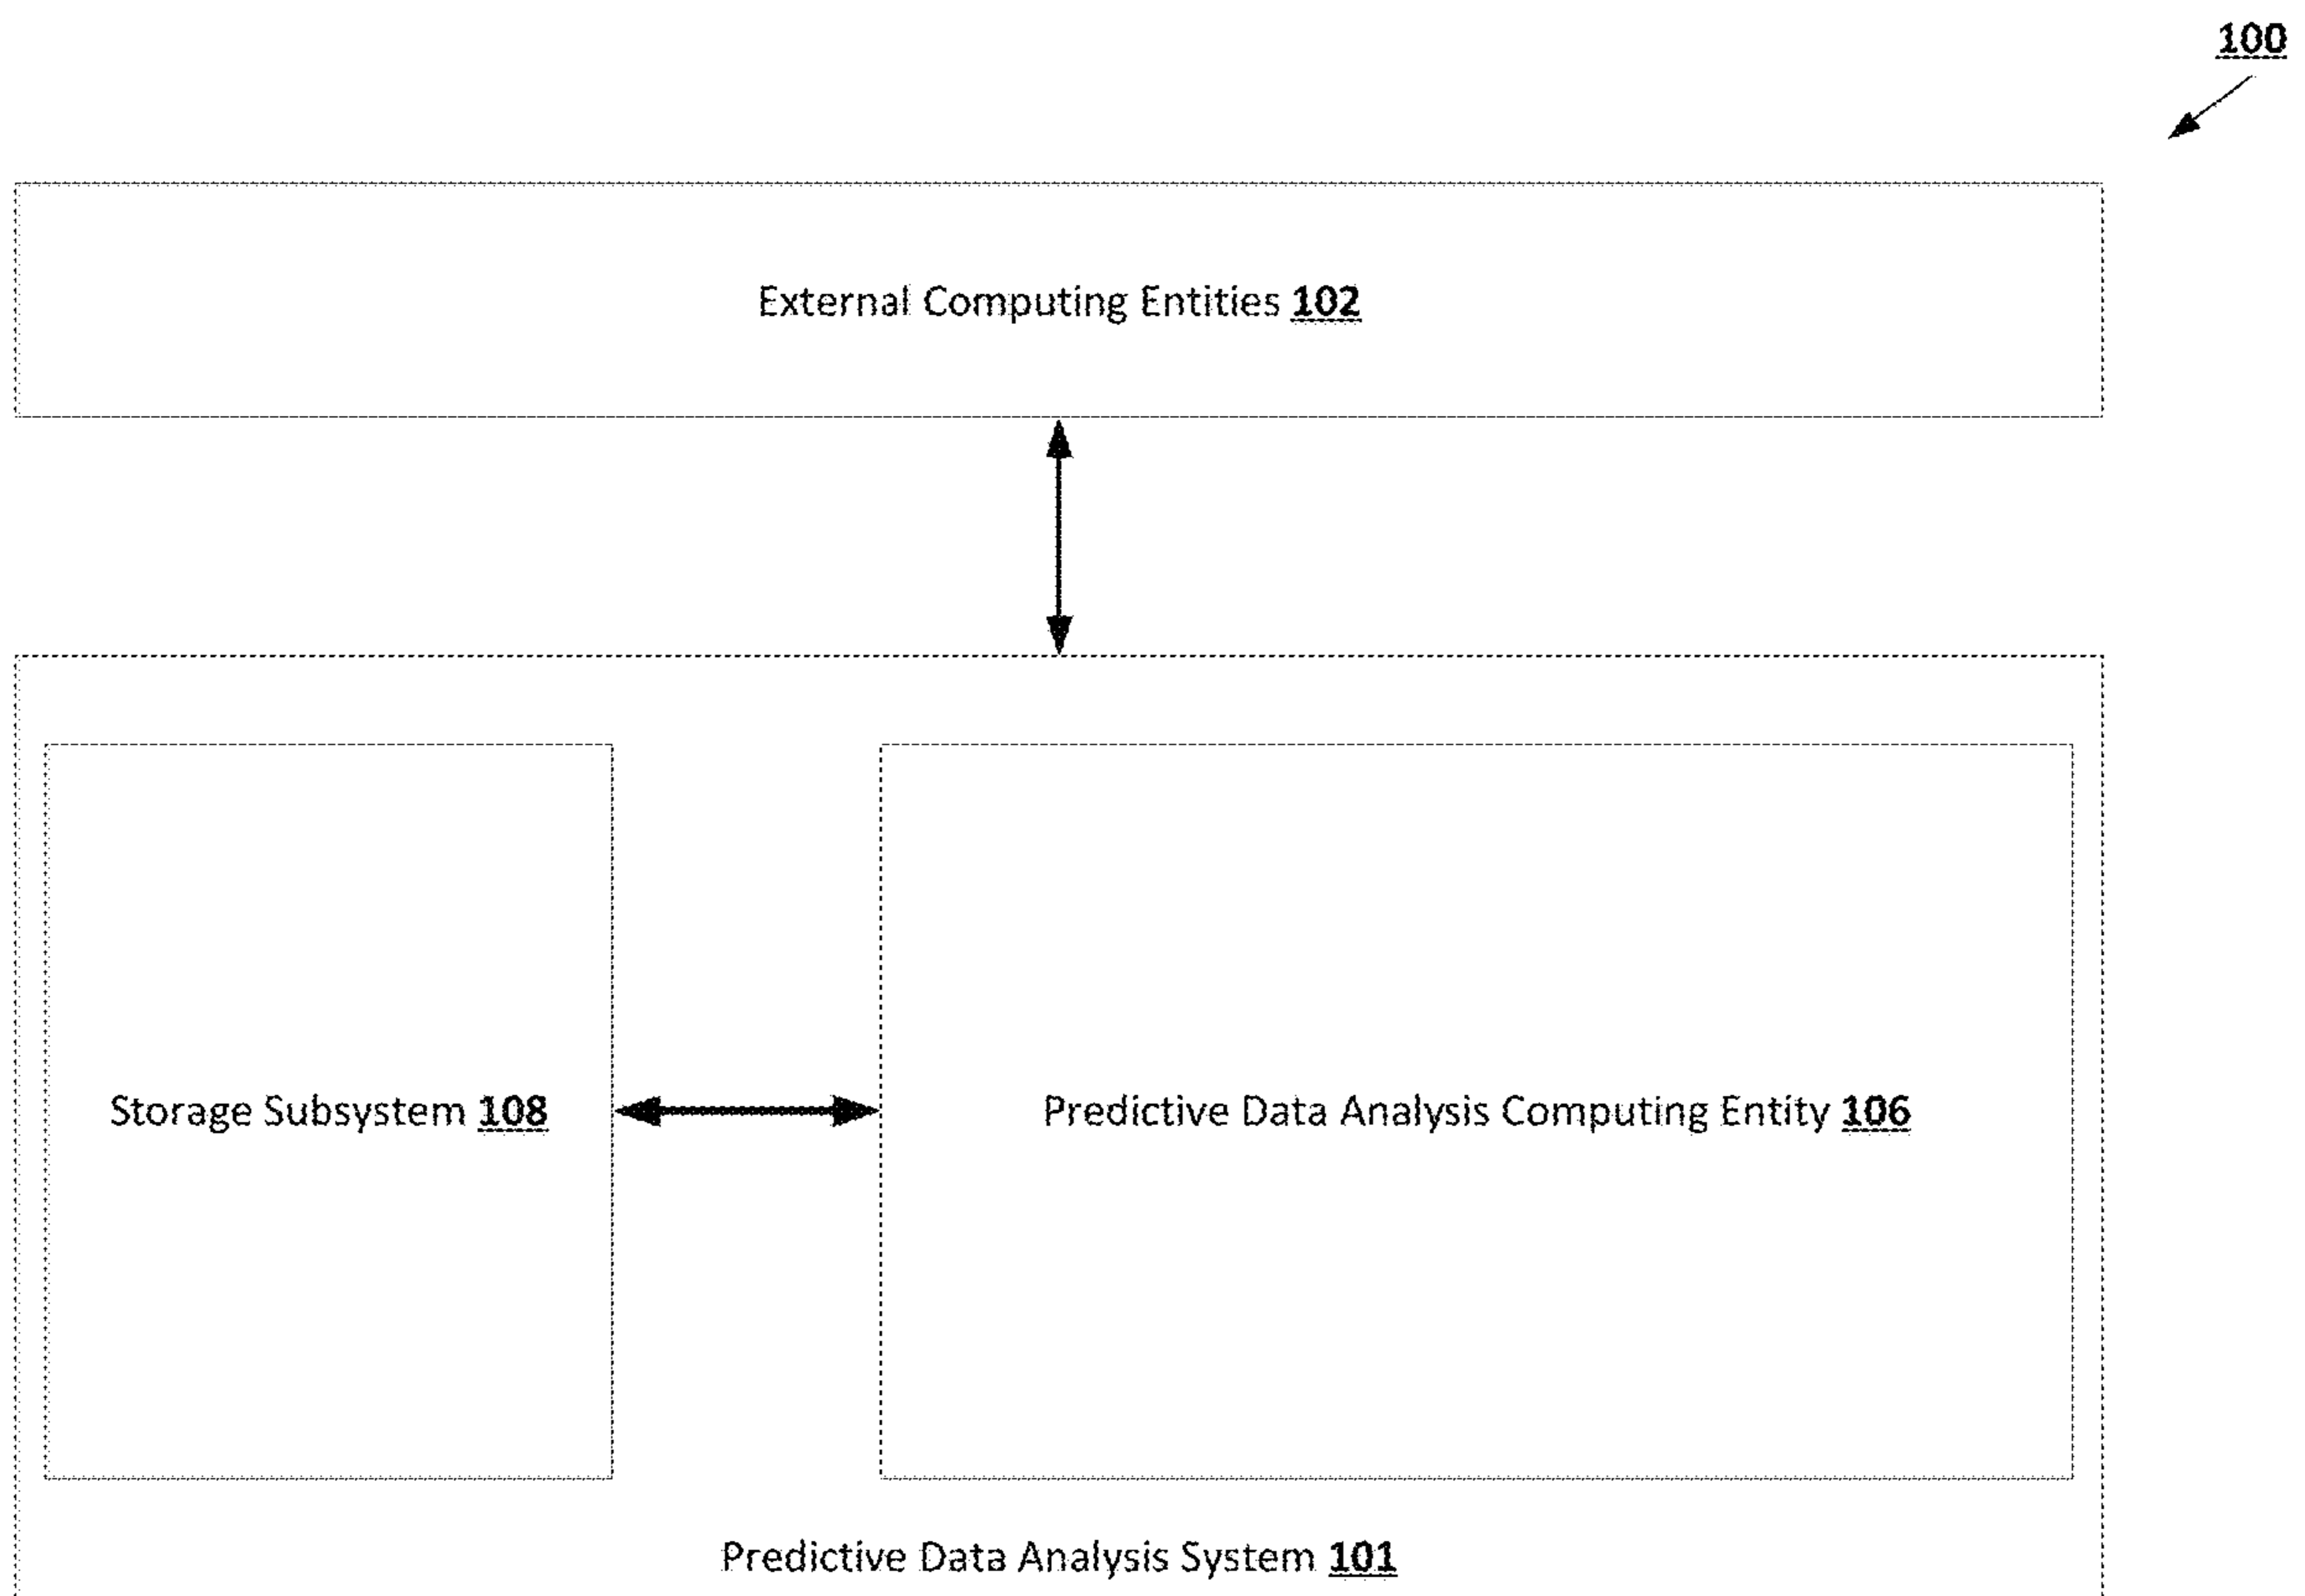 100
External Computing Entities 102
Storage Subsystem 108
Predictive Data Analysis Computing Entity 106
Predictive Data Analysis System 101